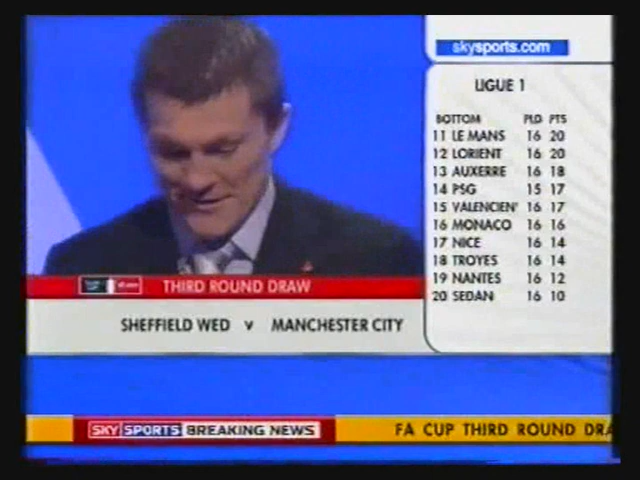 skysports.com
LIGUE 1
BOTTOM PLD PTS
11 LE MANS 16 20
12 LORIENT 16 20
13 AUXERRE 16 18
14 PSG 15 17
15 VALENCIEN' 16 17
16 MONACO 16 16
17 NICE 16 14
18 TROYES 16 14
19 NANTES 16 12
20 SEDAN 16 10
THIRD ROUND DRAW
SHEFFIELD WED v MANCHESTER CITY
SKY SPORTS BREAKING NEWS
FA CUP THIRD ROUND DRA